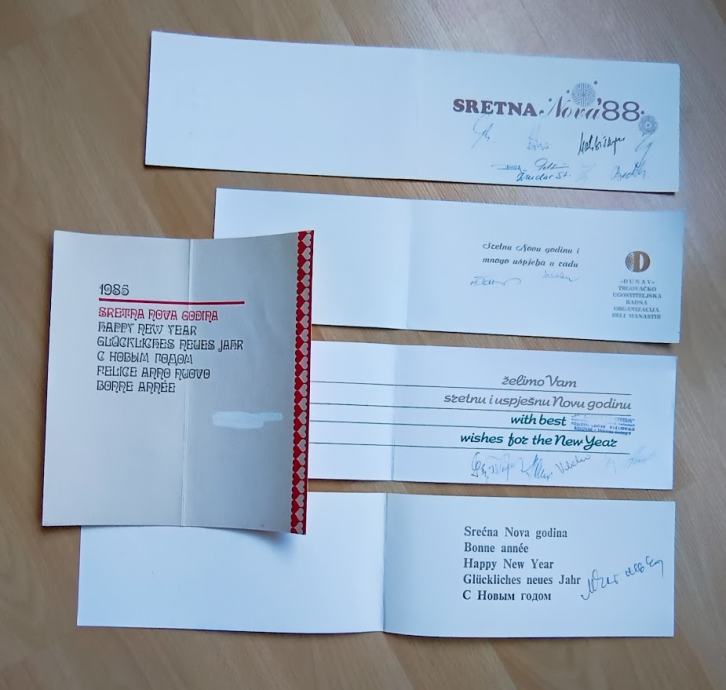 SRETNA Nova '88
Sretnu Novu godinu i
mnogo uspjeha u radu
»DUNAV«
TRGOVAČKO
UGOSTITELJSKA
RADNA
ORGANIZACIJA
BELI MANASTIR
1985
SRETNA NOVA GODINA
HAPPY NEW YEAR
GLÜCKLICHES NEUES JAHR
С НОВЫМ ГОДОМ
FELICE ANNO NUOVO
BONNE ANNÉE
želimo Vam
sretnu i uspješnu Novu godinu
with best
wishes for the New Year
Srećna Nova godina
Bonne année
Happy New Year
Glückliches neues Jahr
С Новым годом